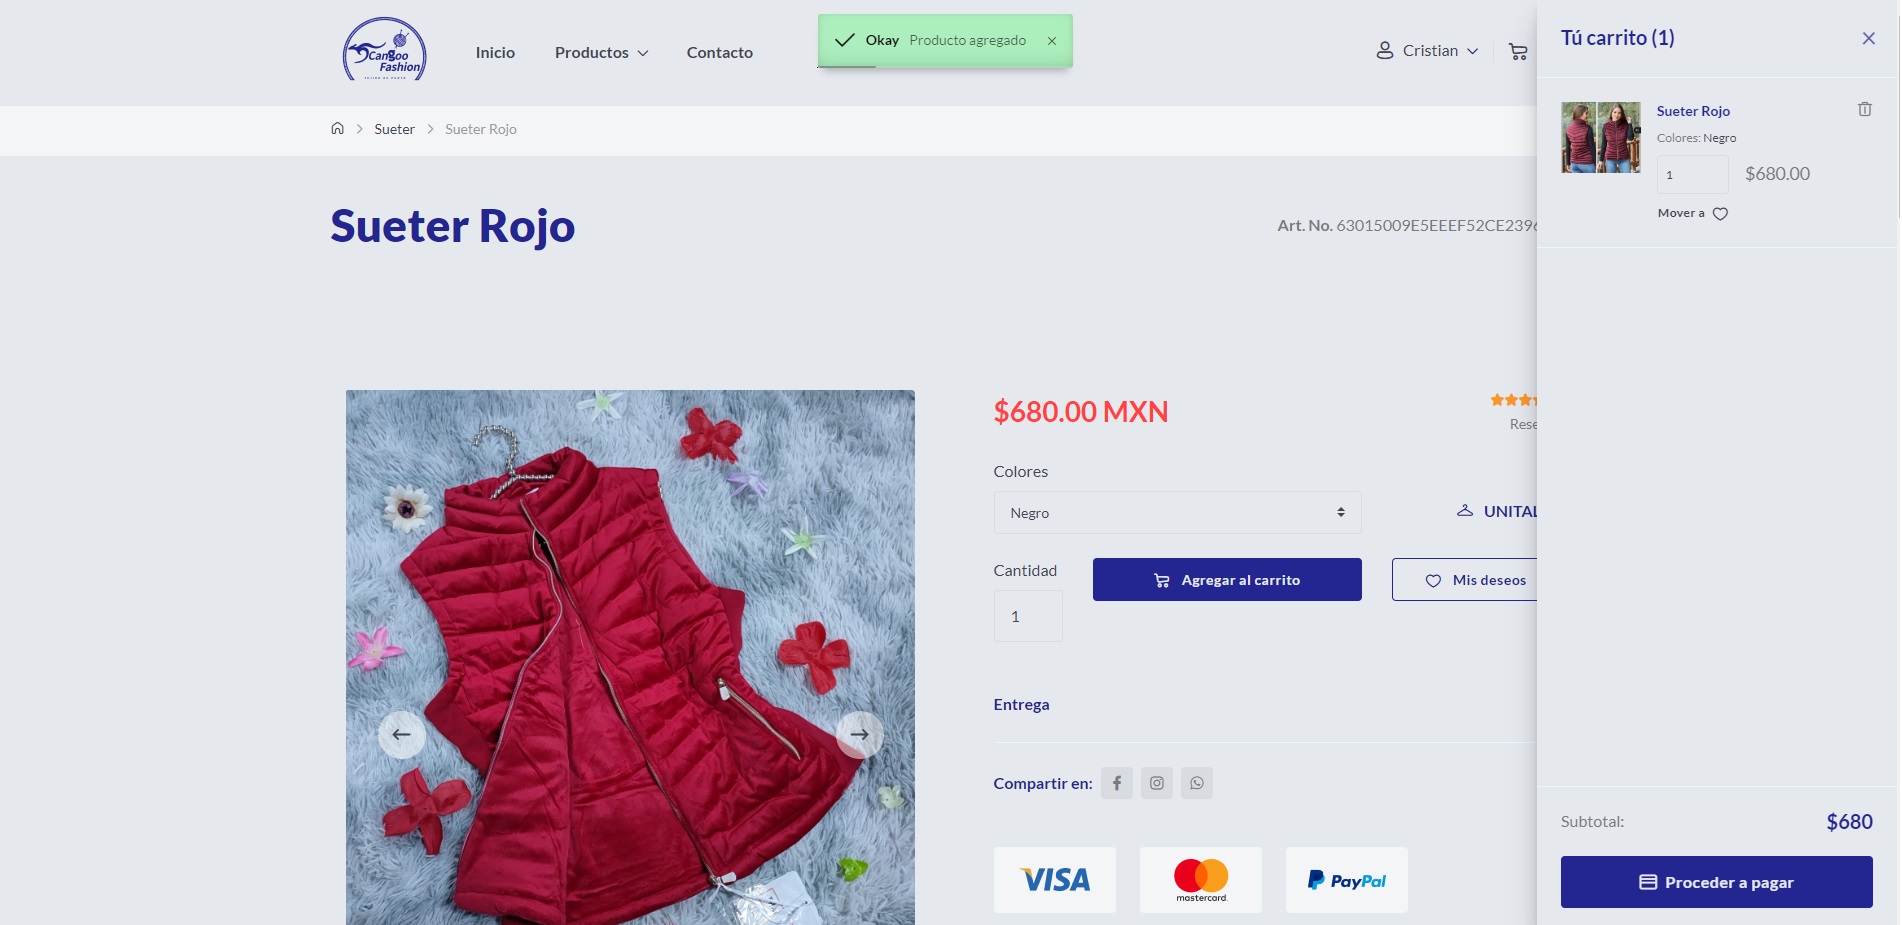 Cangoo
Fashion
Inicio
Productos
Contacto
Okay Producto agregado
Cristian
Sueter
Sueter Rojo
Sueter Rojo
Art. No. 63015009E5EEEF52CE2396
$680.00 MXN
Rese
Colores
Negro
UNITAL
Cantidad
1
Agregar al carrito
Mis deseos
Entrega
Compartir en:
VISA
mastercard
PayPal
Tú carrito (1)
Sueter Rojo
Colores: Negro
1
$680.00
Mover a
Subtotal:
$680
Proceder a pagar